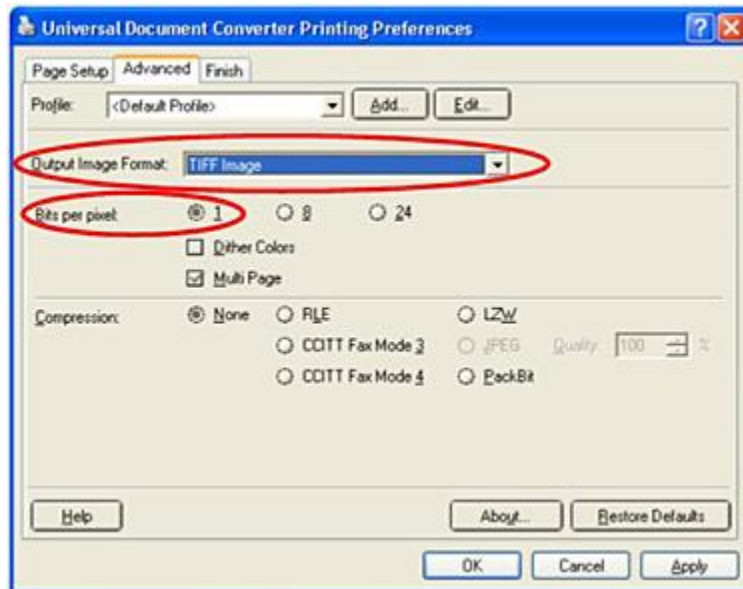 Universal Document Converter Printing Preferences
Page Setup Advanced Finish
Profile: <Default Profile> Add... Edit...
Output Image Format: TIFF Image
Bits per pixel: 1 8 24
Dither Colors
Multi Page
Compression: None RLE LZW
CCITT Fax Mode 3 JPEG Quality: 100 %
CCITT Fax Mode 4 PackBit
Help About... Restore Defaults
OK Cancel Apply